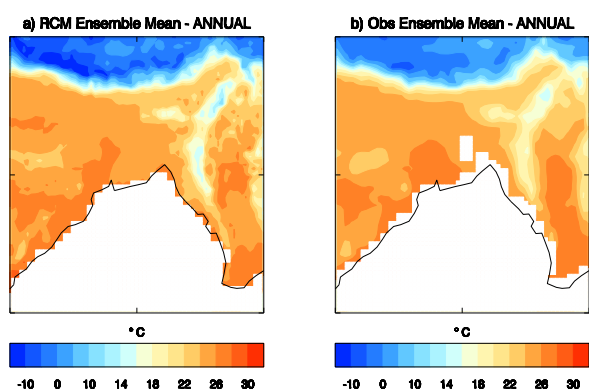 a) RCM Ensemble Mean - ANNUAL
b) Obs Ensemble Mean - ANNUAL
° C
° C
-10 0 10 14 18 22 26 30
-10 0 10 14 18 22 26 30